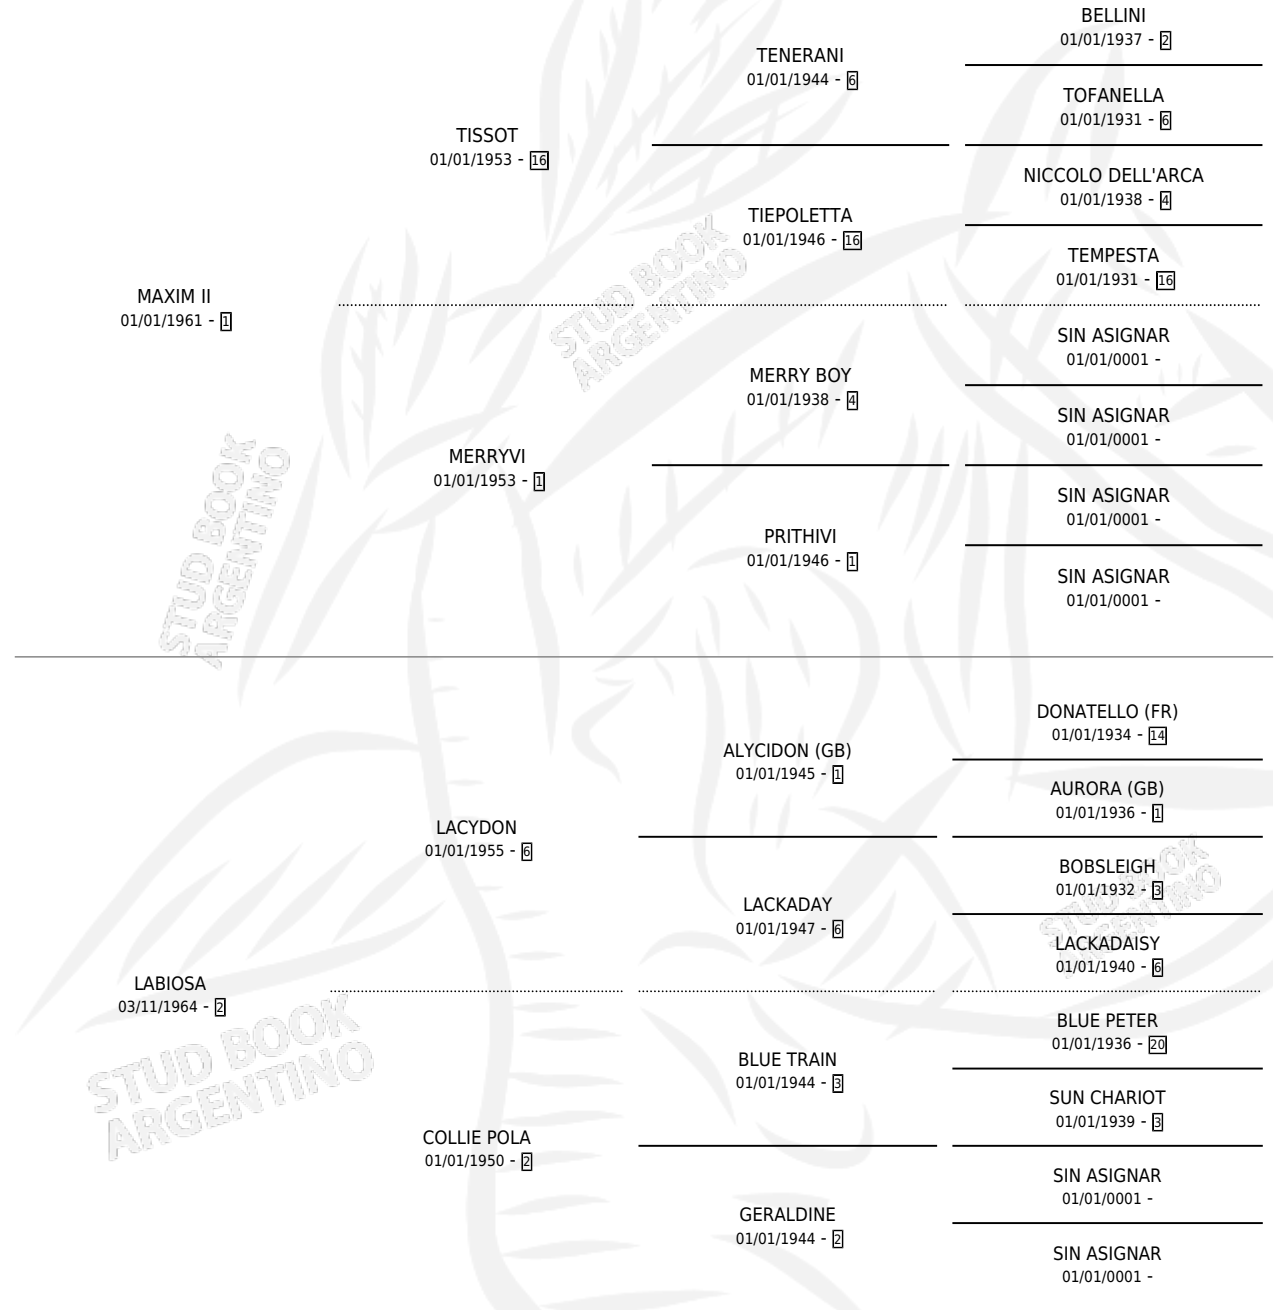 BELLINI
01/01/1937 - 2
TENERANI
01/01/1944 - 6
TOFANELLA
01/01/1931 - 6
TISSOT
01/01/1953 - 16
NICCOLO DELL'ARCA
01/01/1938 - 4
TIEPOLETTA
01/01/1946 - 16
TEMPESTA
01/01/1931 - 16
MAXIM II
01/01/1961 - 1
SIN ASIGNAR
01/01/0001 -
MERRY BOY
01/01/1938 - 4
SIN ASIGNAR
01/01/0001 -
MERRYVI
01/01/1953 - 1
SIN ASIGNAR
01/01/0001 -
PRITHIVI
01/01/1946 - 1
SIN ASIGNAR
01/01/0001 -
STUD BOOK
ARGENTINO
STUD BOOK
ARGENTINO
DONATELLO (FR)
01/01/1934 - 14
ALYCIDON (GB)
01/01/1945 - 1
AURORA (GB)
01/01/1936 - 1
LACYDON
01/01/1955 - 6
BOBSLEIGH
01/01/1932 - 3
LACKADAY
01/01/1947 - 6
LACKADAISY
01/01/1940 - 6
LABIOSA
03/11/1964 - 2
BLUE PETER
01/01/1936 - 20
BLUE TRAIN
01/01/1944 - 3
SUN CHARIOT
01/01/1939 - 3
COLLIE POLA
01/01/1950 - 2
SIN ASIGNAR
01/01/0001 -
GERALDINE
01/01/1944 - 2
SIN ASIGNAR
01/01/0001 -
STUD BOOK
ARGENTINO
STUD BOOK
ARGENTINO